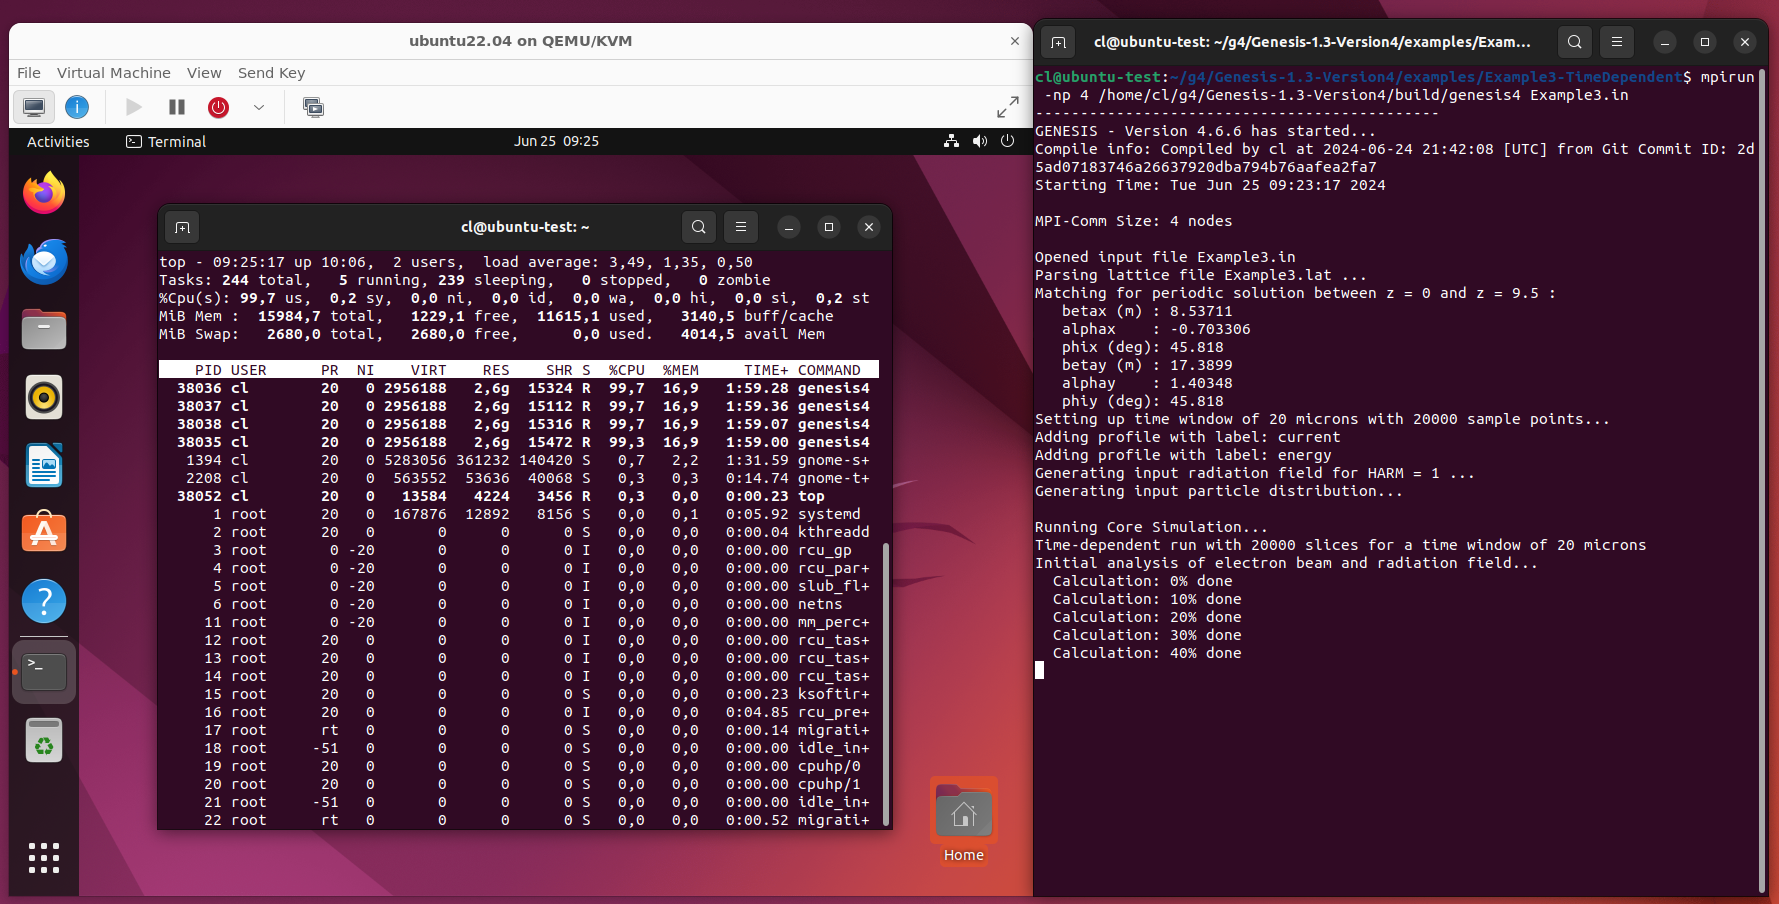 ubuntu22.04 on QEMU/KVM
File Virtual Machine View Send Key
Activities Terminal Jun 25 09:25
cl@ubuntu-test: ~
top - 09:25:17 up 10:06, 2 users, load average: 3,49, 1,35, 0,50
Tasks: 244 total, 5 running, 239 sleeping, 0 stopped, 0 zombie
%Cpu(s): 99,7 us, 0,2 sy, 0,0 ni, 0,0 id, 0,0 wa, 0,0 hi, 0,0 si, 0,2 st
MiB Mem : 15984,7 total, 1229,1 free, 11615,1 used, 3140,5 buff/cache
MiB Swap: 2680,0 total, 2680,0 free, 0,0 used. 4014,5 avail Mem
PID USER PR NI VIRT RES SHR S %CPU %MEM TIME+ COMMAND
38036 cl 20 0 2956188 2,6g 15324 R 99,7 16,9 1:59.28 genesis4
38037 cl 20 0 2956188 2,6g 15112 R 99,7 16,9 1:59.36 genesis4
38038 cl 20 0 2956188 2,6g 15316 R 99,7 16,9 1:59.07 genesis4
38035 cl 20 0 2956188 2,6g 15472 R 99,3 16,9 1:59.00 genesis4
1394 cl 20 0 5283056 361232 140420 S 0,7 2,2 1:31.59 gnome-s+
2208 cl 20 0 563552 53636 40068 S 0,3 0,3 0:14.74 gnome-t+
38052 cl 20 0 13584 4224 3456 R 0,3 0,0 0:00.23 top
1 root 20 0 167876 12892 8156 S 0,0 0,1 0:05.92 systemd
2 root 20 0 0 0 0 S 0,0 0,0 0:00.04 kthreadd
3 root 0 -20 0 0 0 I 0,0 0,0 0:00.00 rcu_gp
4 root 0 -20 0 0 0 I 0,0 0,0 0:00.00 rcu_par+
5 root 0 -20 0 0 0 I 0,0 0,0 0:00.00 slub_fl+
6 root 0 -20 0 0 0 I 0,0 0,0 0:00.00 netns
11 root 0 -20 0 0 0 I 0,0 0,0 0:00.00 mm_perc+
12 root 20 0 0 0 0 I 0,0 0,0 0:00.00 rcu_tas+
13 root 20 0 0 0 0 I 0,0 0,0 0:00.00 rcu_tas+
14 root 20 0 0 0 0 I 0,0 0,0 0:00.00 rcu_tas+
15 root 20 0 0 0 0 S 0,0 0,0 0:00.23 ksoftir+
16 root 20 0 0 0 0 I 0,0 0,0 0:04.85 rcu_pre+
17 root rt 0 0 0 0 S 0,0 0,0 0:00.14 migrati+
18 root -51 0 0 0 0 S 0,0 0,0 0:00.00 idle_in+
19 root 20 0 0 0 0 S 0,0 0,0 0:00.00 cpuhp/0
20 root 20 0 0 0 0 S 0,0 0,0 0:00.00 cpuhp/1
21 root -51 0 0 0 0 S 0,0 0,0 0:00.00 idle_in+
22 root rt 0 0 0 0 S 0,0 0,0 0:00.52 migrati+
Home
cl@ubuntu-test: ~/g4/Genesis-1.3-Version4/examples/Exam...
cl@ubuntu-test:~/g4/Genesis-1.3-Version4/examples/Example3-TimeDependent$ mpirun
-np 4 /home/cl/g4/Genesis-1.3-Version4/build/genesis4 Example3.in
---------------------------------------------
GENESIS - Version 4.6.6 has started...
Compile info: Compiled by cl at 2024-06-24 21:42:08 [UTC] from Git Commit ID: 2d
5ad07183746a26637920dba794b76aafea2fa7
Starting Time: Tue Jun 25 09:23:17 2024
MPI-Comm Size: 4 nodes
Opened input file Example3.in
Parsing lattice file Example3.lat ...
Matching for periodic solution between z = 0 and z = 9.5 :
betax (m) : 8.53711
alphax : -0.703306
phix (deg): 45.818
betay (m) : 17.3899
alphay : 1.40348
phiy (deg): 45.818
Setting up time window of 20 microns with 20000 sample points...
Adding profile with label: current
Adding profile with label: energy
Generating input radiation field for HARM = 1 ...
Generating input particle distribution...
Running Core Simulation...
Time-dependent run with 20000 slices for a time window of 20 microns
Initial analysis of electron beam and radiation field...
Calculation: 0% done
Calculation: 10% done
Calculation: 20% done
Calculation: 30% done
Calculation: 40% done